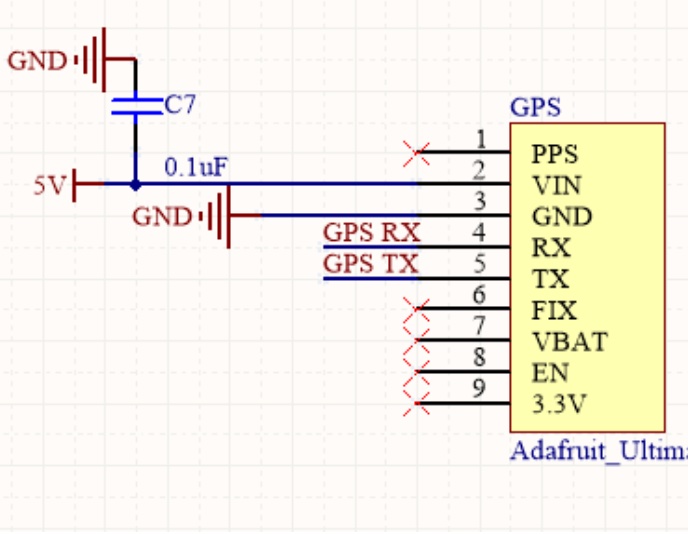 GND
C7
0.1uF
5V
GND
GPS RX
GPS TX
GPS
1 PPS
2 VIN
3 GND
4 RX
5 TX
6 FIX
7 VBAT
8 EN
9 3.3V
Adafruit_Ultima